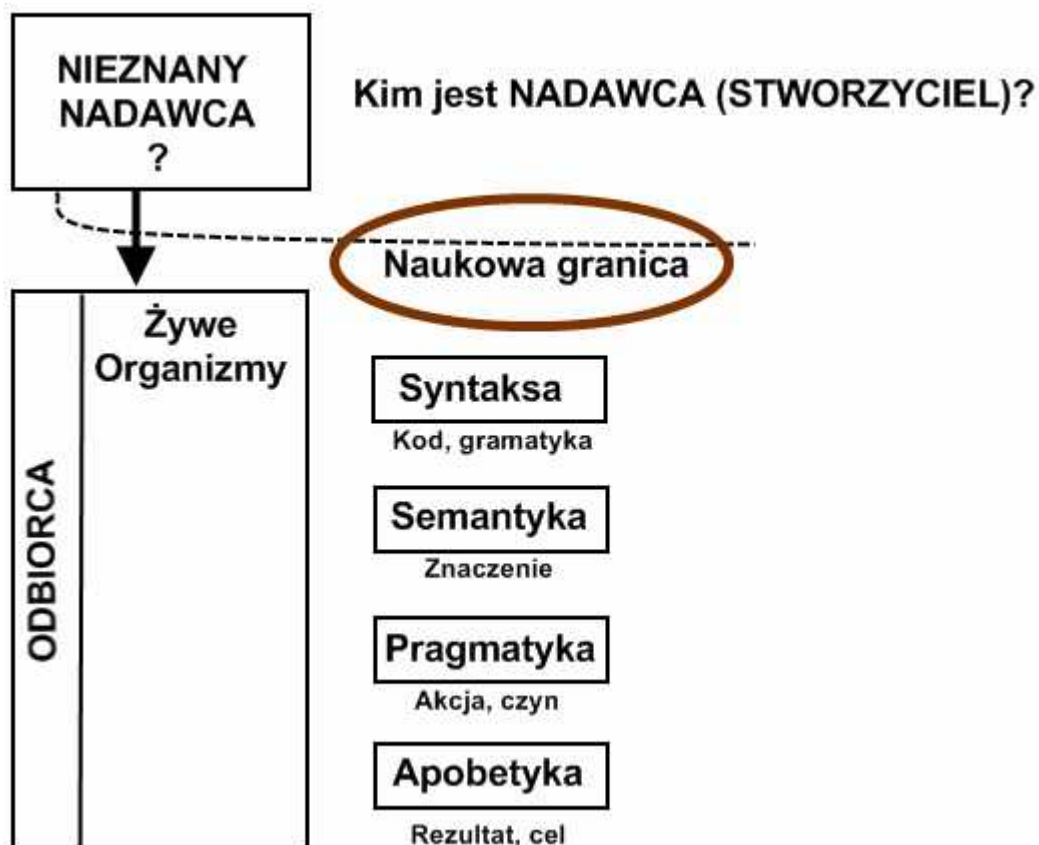 NIEZNANY
NADAWCA
?
Kim jest NADAWCA (STWORZYCIEL)?
Naukowa granica
ODBIORCA
Żywe
Organizmy
Syntaksa
Kod, gramatyka
Semantyka
Znaczenie
Pragmatyka
Akcja, czyn
Apobetyka
Rezultat, cel